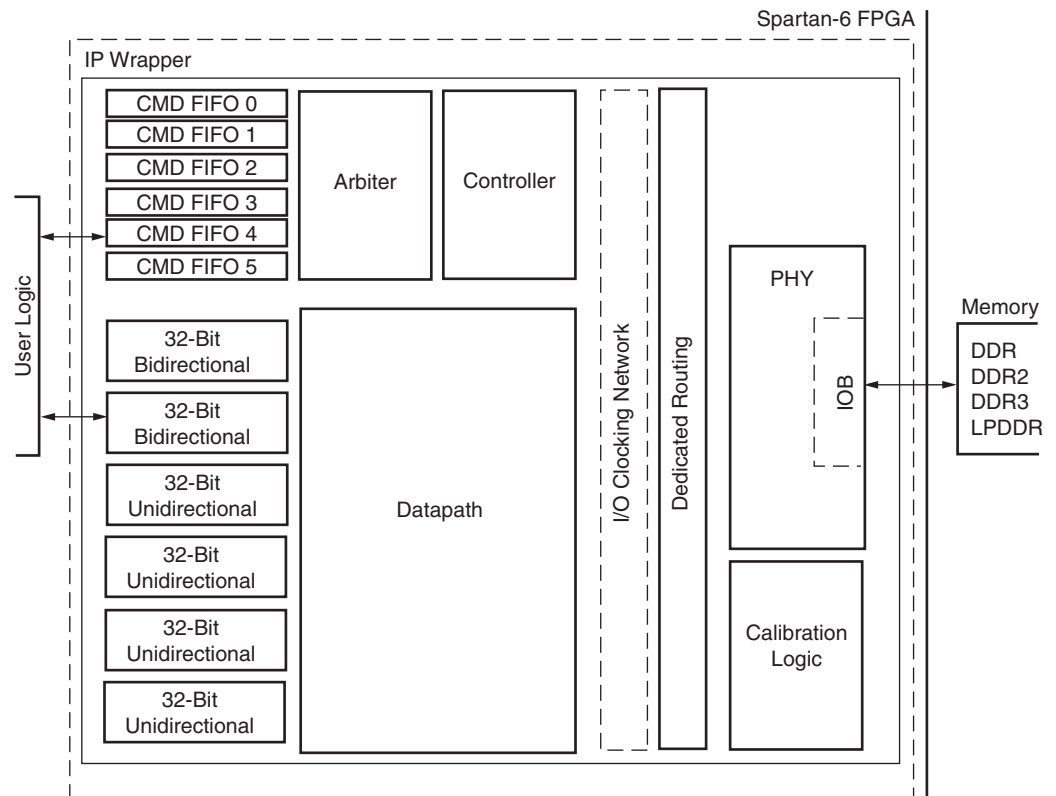 Spartan-6 FPGA
IP Wrapper
CMD FIFO 0
CMD FIFO 1
CMD FIFO 2
CMD FIFO 3
CMD FIFO 4
CMD FIFO 5
Arbiter
Controller
User Logic
32-Bit
Bidirectional
32-Bit
Bidirectional
32-Bit
Unidirectional
32-Bit
Unidirectional
32-Bit
Unidirectional
32-Bit
Unidirectional
Datapath
I/O Clocking Network
Dedicated Routing
PHY
IOB
Calibration
Logic
Memory
DDR
DDR2
DDR3
LPDDR